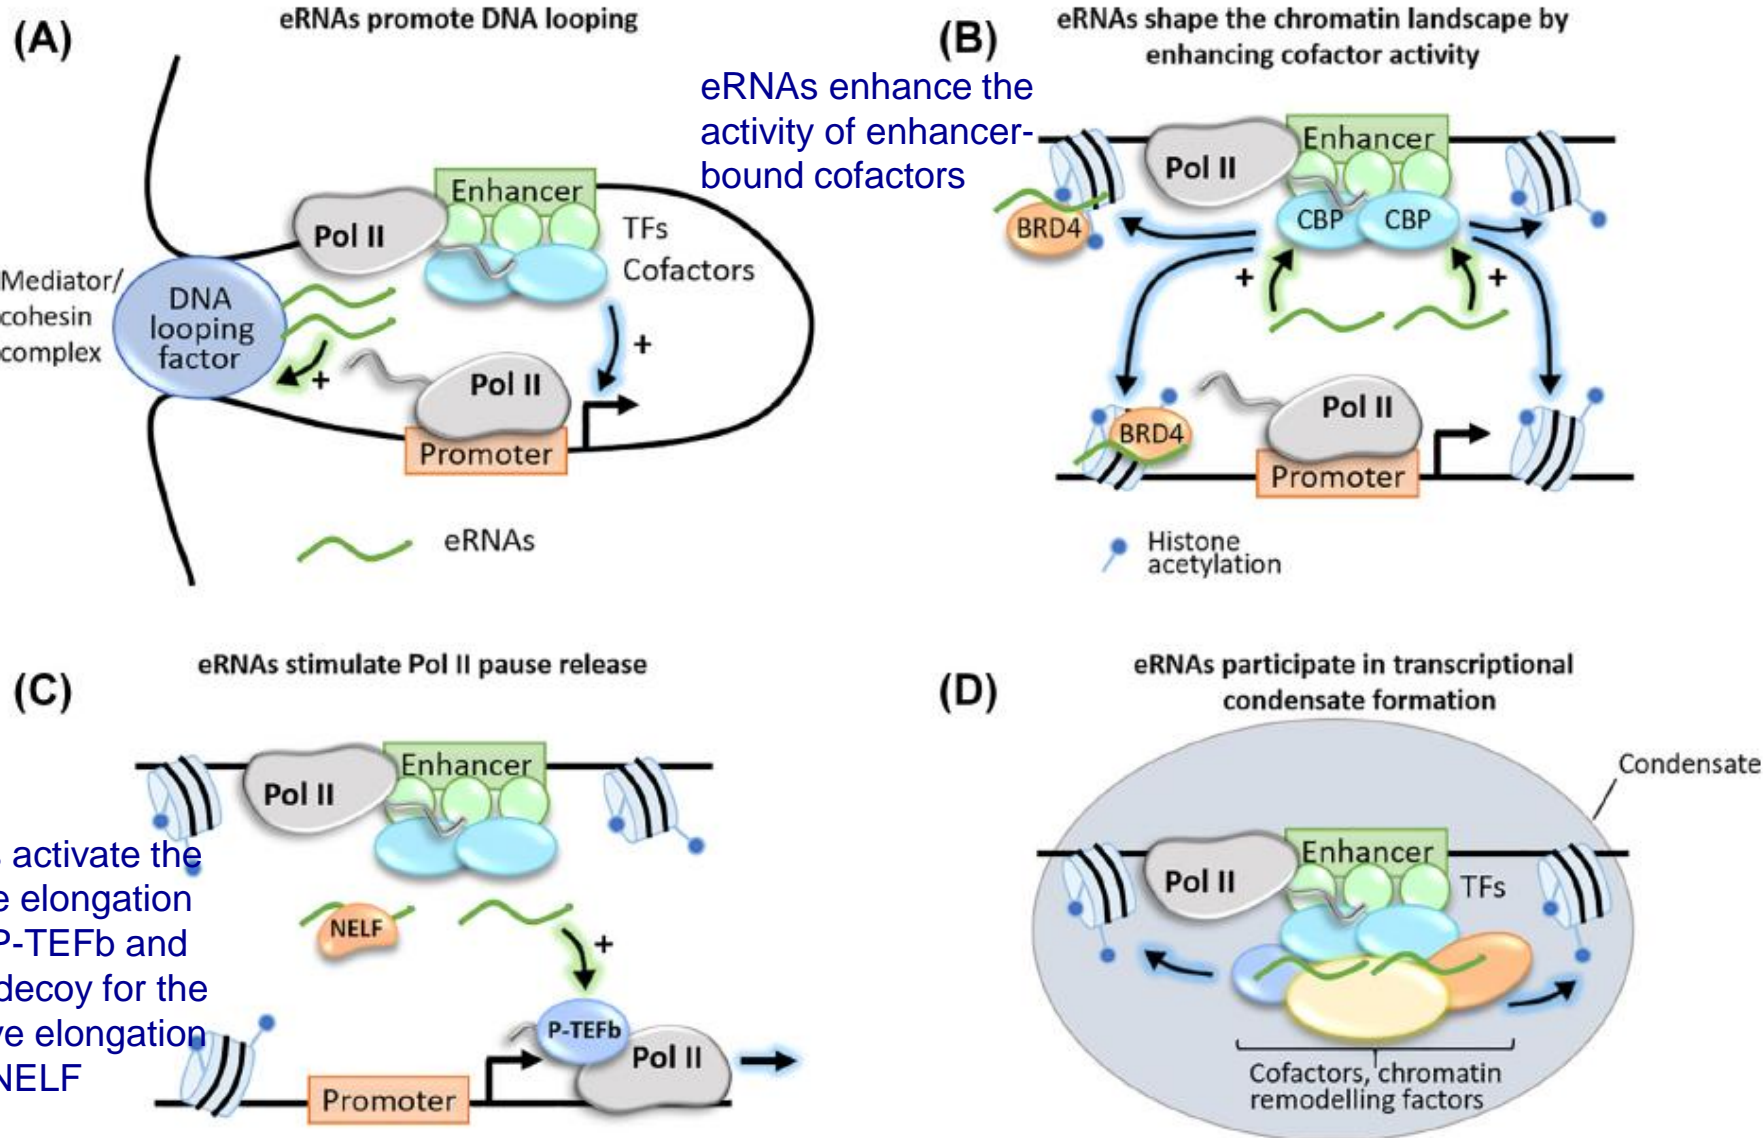 (A)
eRNAs promote DNA looping
Enhancer
Pol II
TFs
Cofactors
Mediator/
cohesin
complex
DNA
looping
factor
+
+
Pol II
Promoter
eRNAs
(B)
eRNAs shape the chromatin landscape by
enhancing cofactor activity
eRNAs enhance the
activity of enhancer-
bound cofactors
Enhancer
Pol II
BRD4
CBP
CBP
+
+
BRD4
Pol II
Promoter
Histone
acetylation
(C)
eRNAs stimulate Pol II pause release
Enhancer
Pol II
activate the
elongation
P-TEFb and
decoy for the
elongation
NELF
NELF
+
P-TEFb
Pol II
Promoter
(D)
eRNAs participate in transcriptional
condensate formation
Condensate
Enhancer
Pol II
TFs
Cofactors, chromatin
remodelling factors